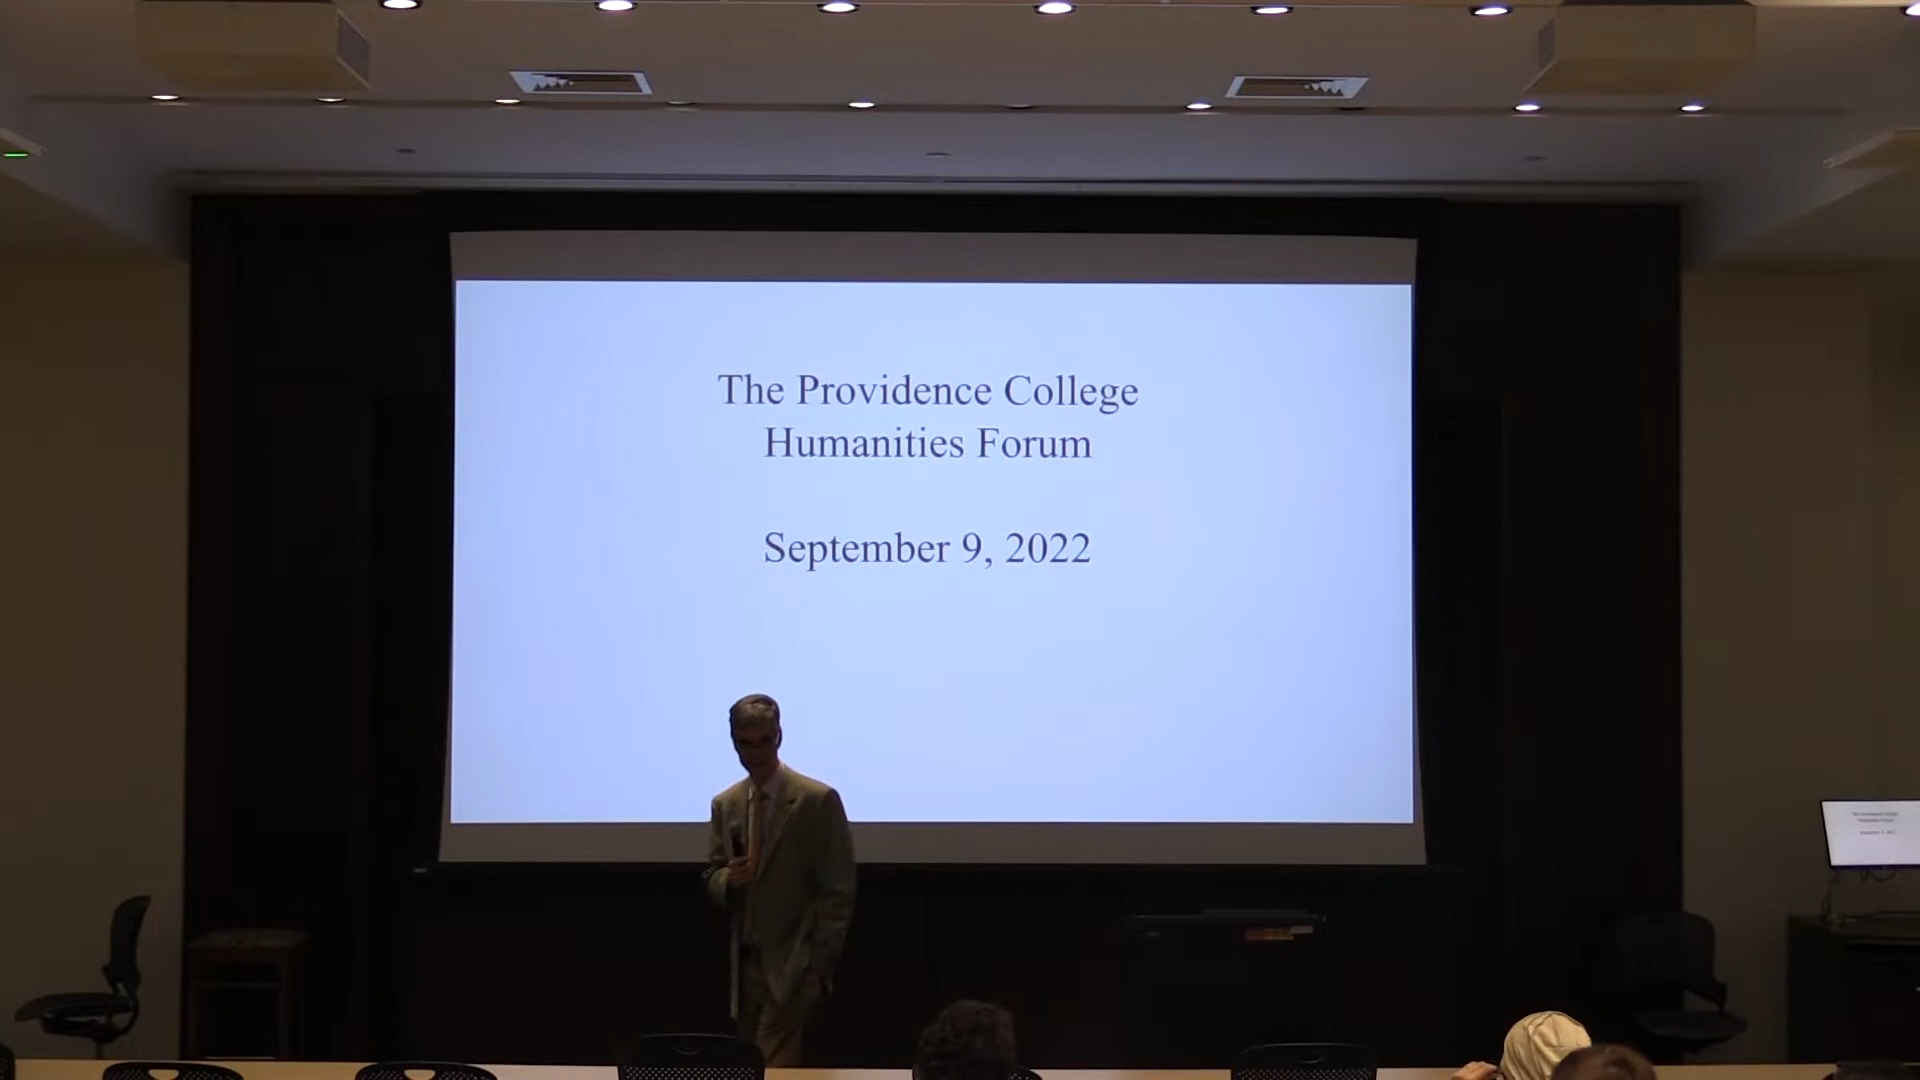 The Providence College
Humanities Forum
September 9, 2022